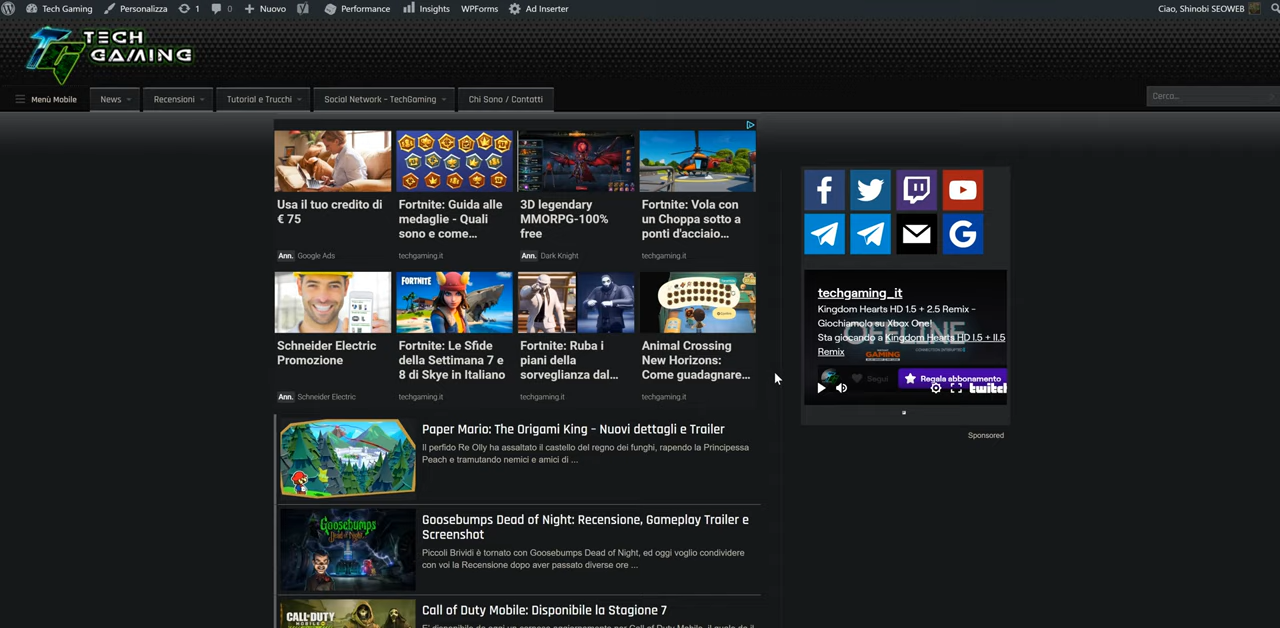 Tech Gaming
Personalizza
1
0
Nuovo
Performance
Insights
WPForms
Ad Inserter
Ciao, Shinobi SEOWEB
TECH
GAMING
Menù Mobile
News
Recensioni
Tutorial e Trucchi
Social Network – TechGaming
Chi Sono / Contatti
Cerca...
Usa il tuo credito di
€ 75
Ann. Google Ads
Fortnite: Guida alle
medaglie - Quali
sono e come...
techgaming.it
3D legendary
MMORPG-100%
free
Ann. Dark Knight
Fortnite: Vola con
un Choppa sotto a
ponti d'acciaio...
techgaming.it
Schneider Electric
Promozione
Ann. Schneider Electric
FORTNITE
Fortnite: Le Sfide
della Settimana 7 e
8 di Skye in Italiano
techgaming.it
Fortnite: Ruba i
piani della
sorveglianza dal...
techgaming.it
Animal Crossing
New Horizons:
Come guadagnare...
techgaming.it
techgaming_it
Kingdom Hearts HD 1.5 + 2.5 Remix -
Giochiamolo su Xbox One!
Sta giocando a Kingdom Hearts HD I.5 + II.5
Remix
OFFLINE
GAMING
Segui
Regala abbonamento
twitch
Sponsored
Paper Mario: The Origami King – Nuovi dettagli e Trailer
Il perfido Re Olly ha assaltato il castello del regno dei funghi, rapendo la Principessa
Peach e tramutando nemici e amici di ...
Goosebumps
Dead of Night
Goosebumps Dead of Night: Recensione, Gameplay Trailer e
Screenshot
Piccoli Brividi è tornato con Goosebumps Dead of Night, ed oggi voglio condividere
con voi la Recensione dopo aver passato diverse ore ...
CALL OF DUTY
MOBILE
Call of Duty Mobile: Disponibile la Stagione 7